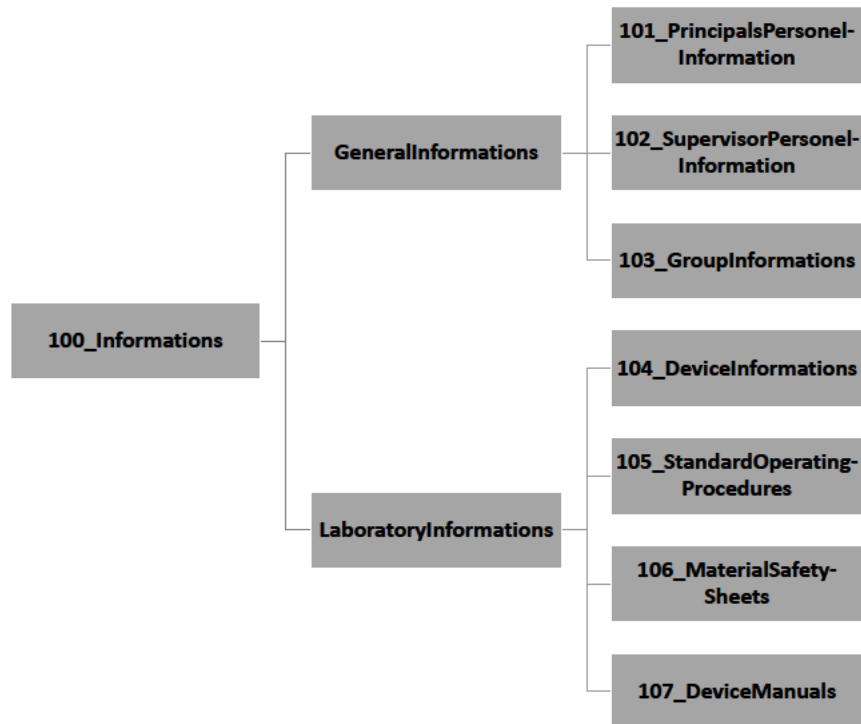 101_PrincipalsPersonel-
Information
GeneralInformations
102_SupervisorPersonel-
Information
103_GroupInformations
100_Informations
104_DeviceInformations
105_StandardOperating-
Procedures
LaboratoryInformations
106_MaterialSafety-
Sheets
107_DeviceManuals